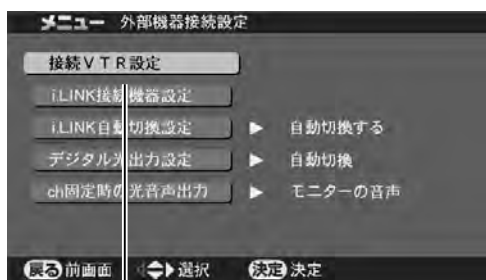 メニュー 外部機器接続設定
接続VTR設定
i.LINK接続機器設定
i.LINK自動切換設定 ▶ 自動切換する
デジタル光出力設定 ▶ 自動切換
ch固定時の光音声出力 ▶ モニターの音声
戻る 前画面 選択 決定 決定